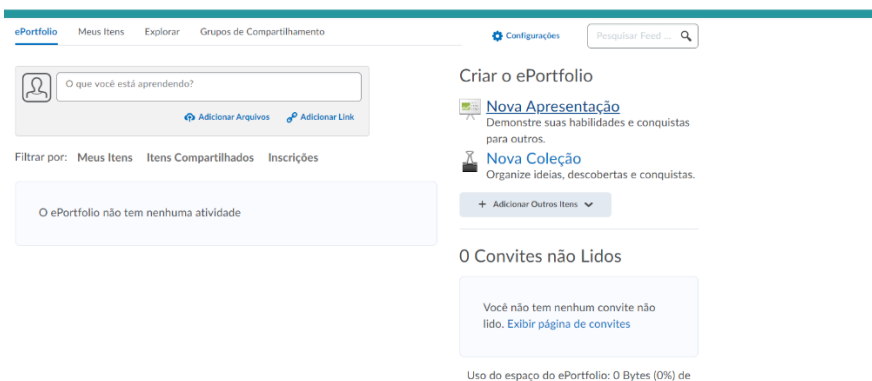 ePortfolio Meus Itens Explorar Grupos de Compartilhamento
Configurações
Pesquisar Feed ...
O que você está aprendendo?
Adicionar Arquivos Adicionar Link
Filtrar por: Meus Itens Itens Compartilhados Inscrições
O ePortfolio não tem nenhuma atividade
Criar o ePortfolio
Nova Apresentação
Demonstre suas habilidades e conquistas
para outros.
Nova Coleção
Organize ideias, descobertas e conquistas.
+ Adicionar Outros Itens
0 Convites não Lidos
Você não tem nenhum convite não
lido. Exibir página de convites
Uso do espaço do ePortfolio: 0 Bytes (0%) de